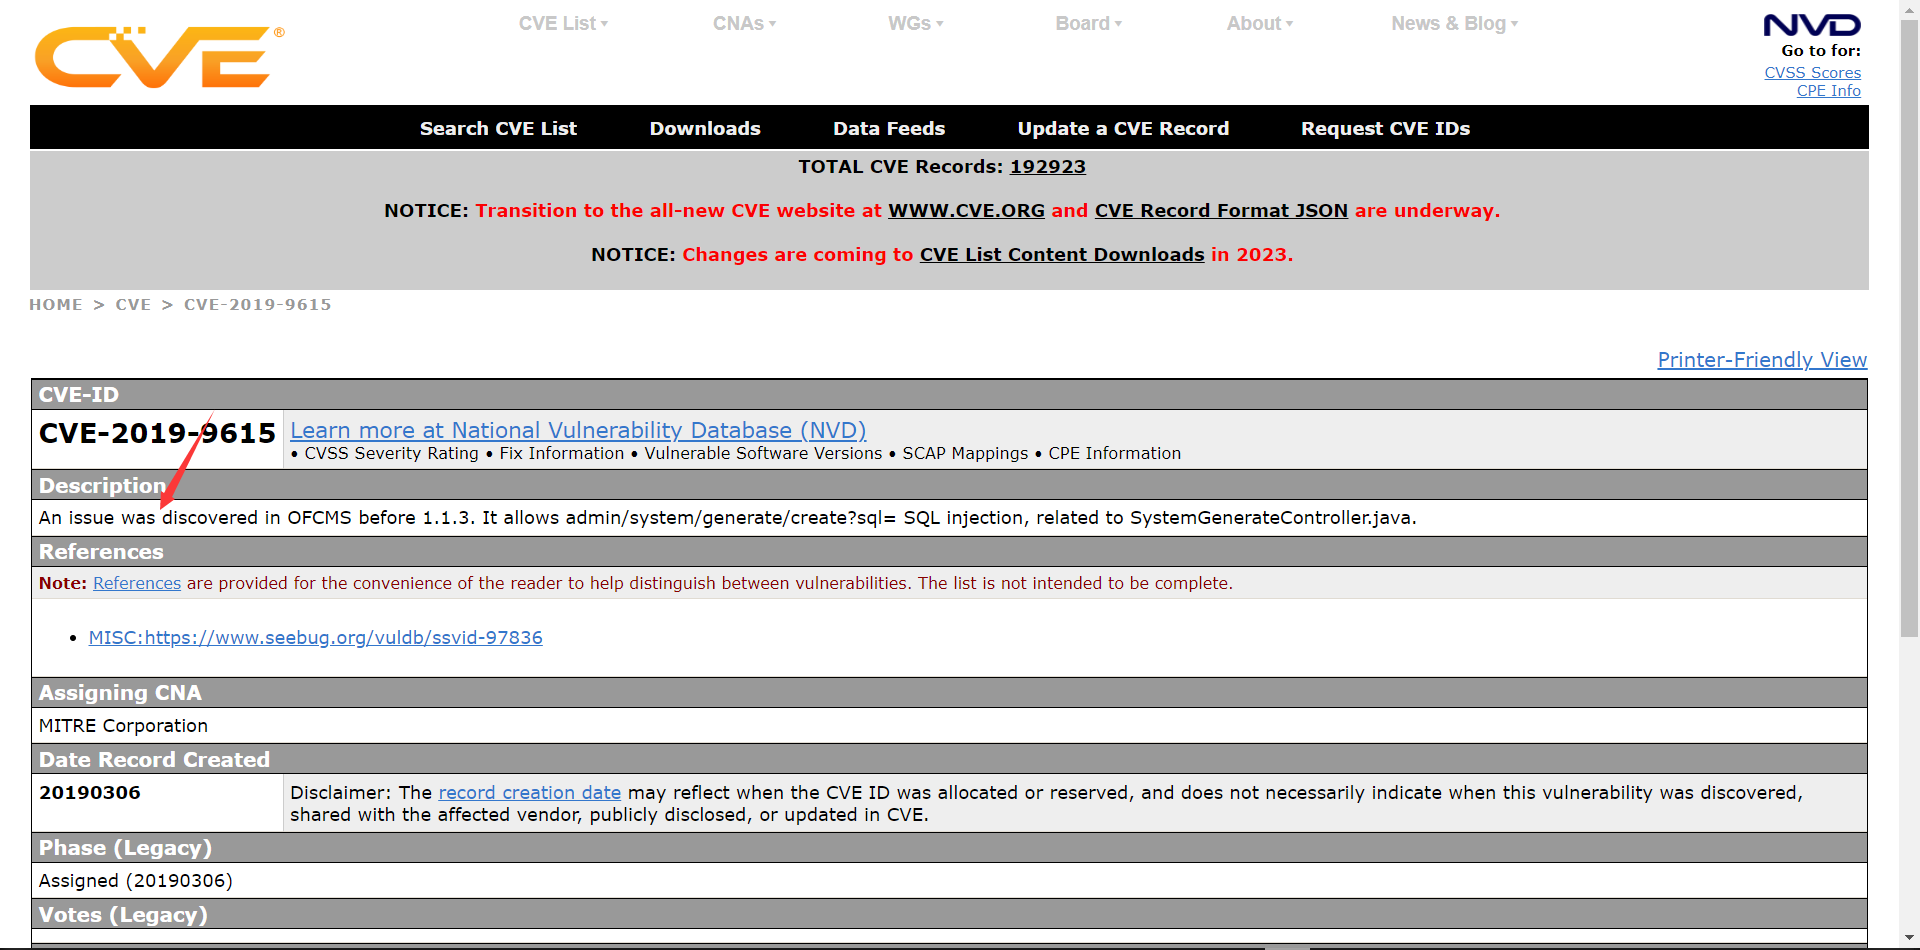 CVE®
CVE List
CNAs
WGs
Board
About
News & Blog
NVD
Go to for:
CVSS Scores
CPE Info
Search CVE List
Downloads
Data Feeds
Update a CVE Record
Request CVE IDs
TOTAL CVE Records: 192923
NOTICE: Transition to the all-new CVE website at WWW.CVE.ORG and CVE Record Format JSON are underway.
NOTICE: Changes are coming to CVE List Content Downloads in 2023.
HOME > CVE > CVE-2019-9615
Printer-Friendly View
CVE-ID
CVE-2019-9615
Learn more at National Vulnerability Database (NVD)
• CVSS Severity Rating • Fix Information • Vulnerable Software Versions • SCAP Mappings • CPE Information
Description
An issue was discovered in OFCMS before 1.1.3. It allows admin/system/generate/create?sql= SQL injection, related to SystemGenerateController.java.
References
Note: References are provided for the convenience of the reader to help distinguish between vulnerabilities. The list is not intended to be complete.
• MISC:https://www.seebug.org/vuldb/ssvid-97836
Assigning CNA
MITRE Corporation
Date Record Created
20190306
Disclaimer: The record creation date may reflect when the CVE ID was allocated or reserved, and does not necessarily indicate when this vulnerability was discovered,
shared with the affected vendor, publicly disclosed, or updated in CVE.
Phase (Legacy)
Assigned (20190306)
Votes (Legacy)